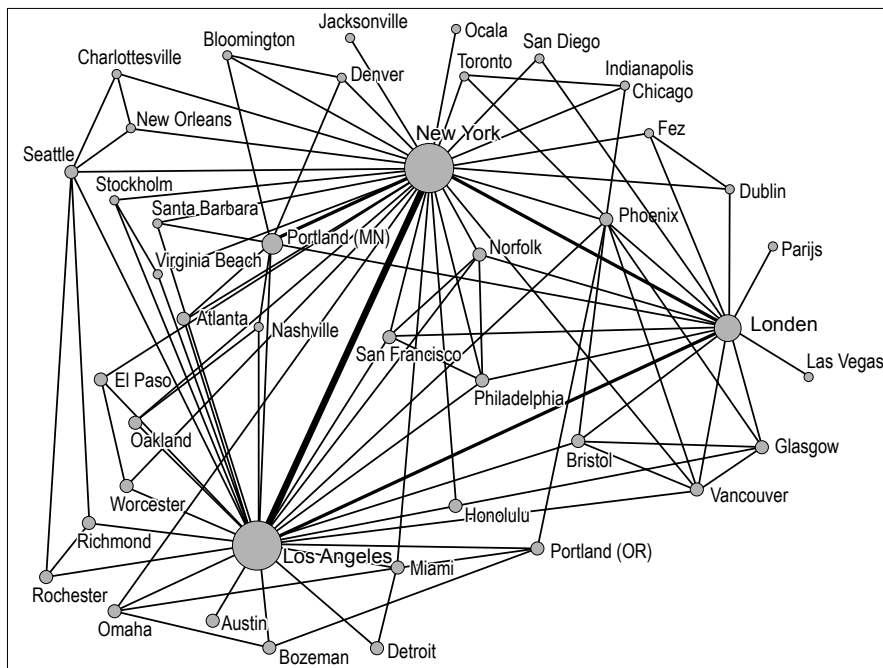 Jacksonville
Ocala
Bloomington
San Diego
Charlottesville
Denver
Toronto
Indianapolis
Chicago
New Orleans
New York
Fez
Seattle
Stockholm
Santa Barbara
Dublin
Portland (MN)
Phoenix
Norfolk
Parijs
Virginia Beach
Atlanta
Nashville
Londen
San Francisco
El Paso
Philadelphia
Las Vegas
Oakland
Bristol
Glasgow
Worcester
Vancouver
Honolulu
Richmond
Los Angeles
Portland (OR)
Miami
Rochester
Omaha
Austin
Bozeman
Detroit